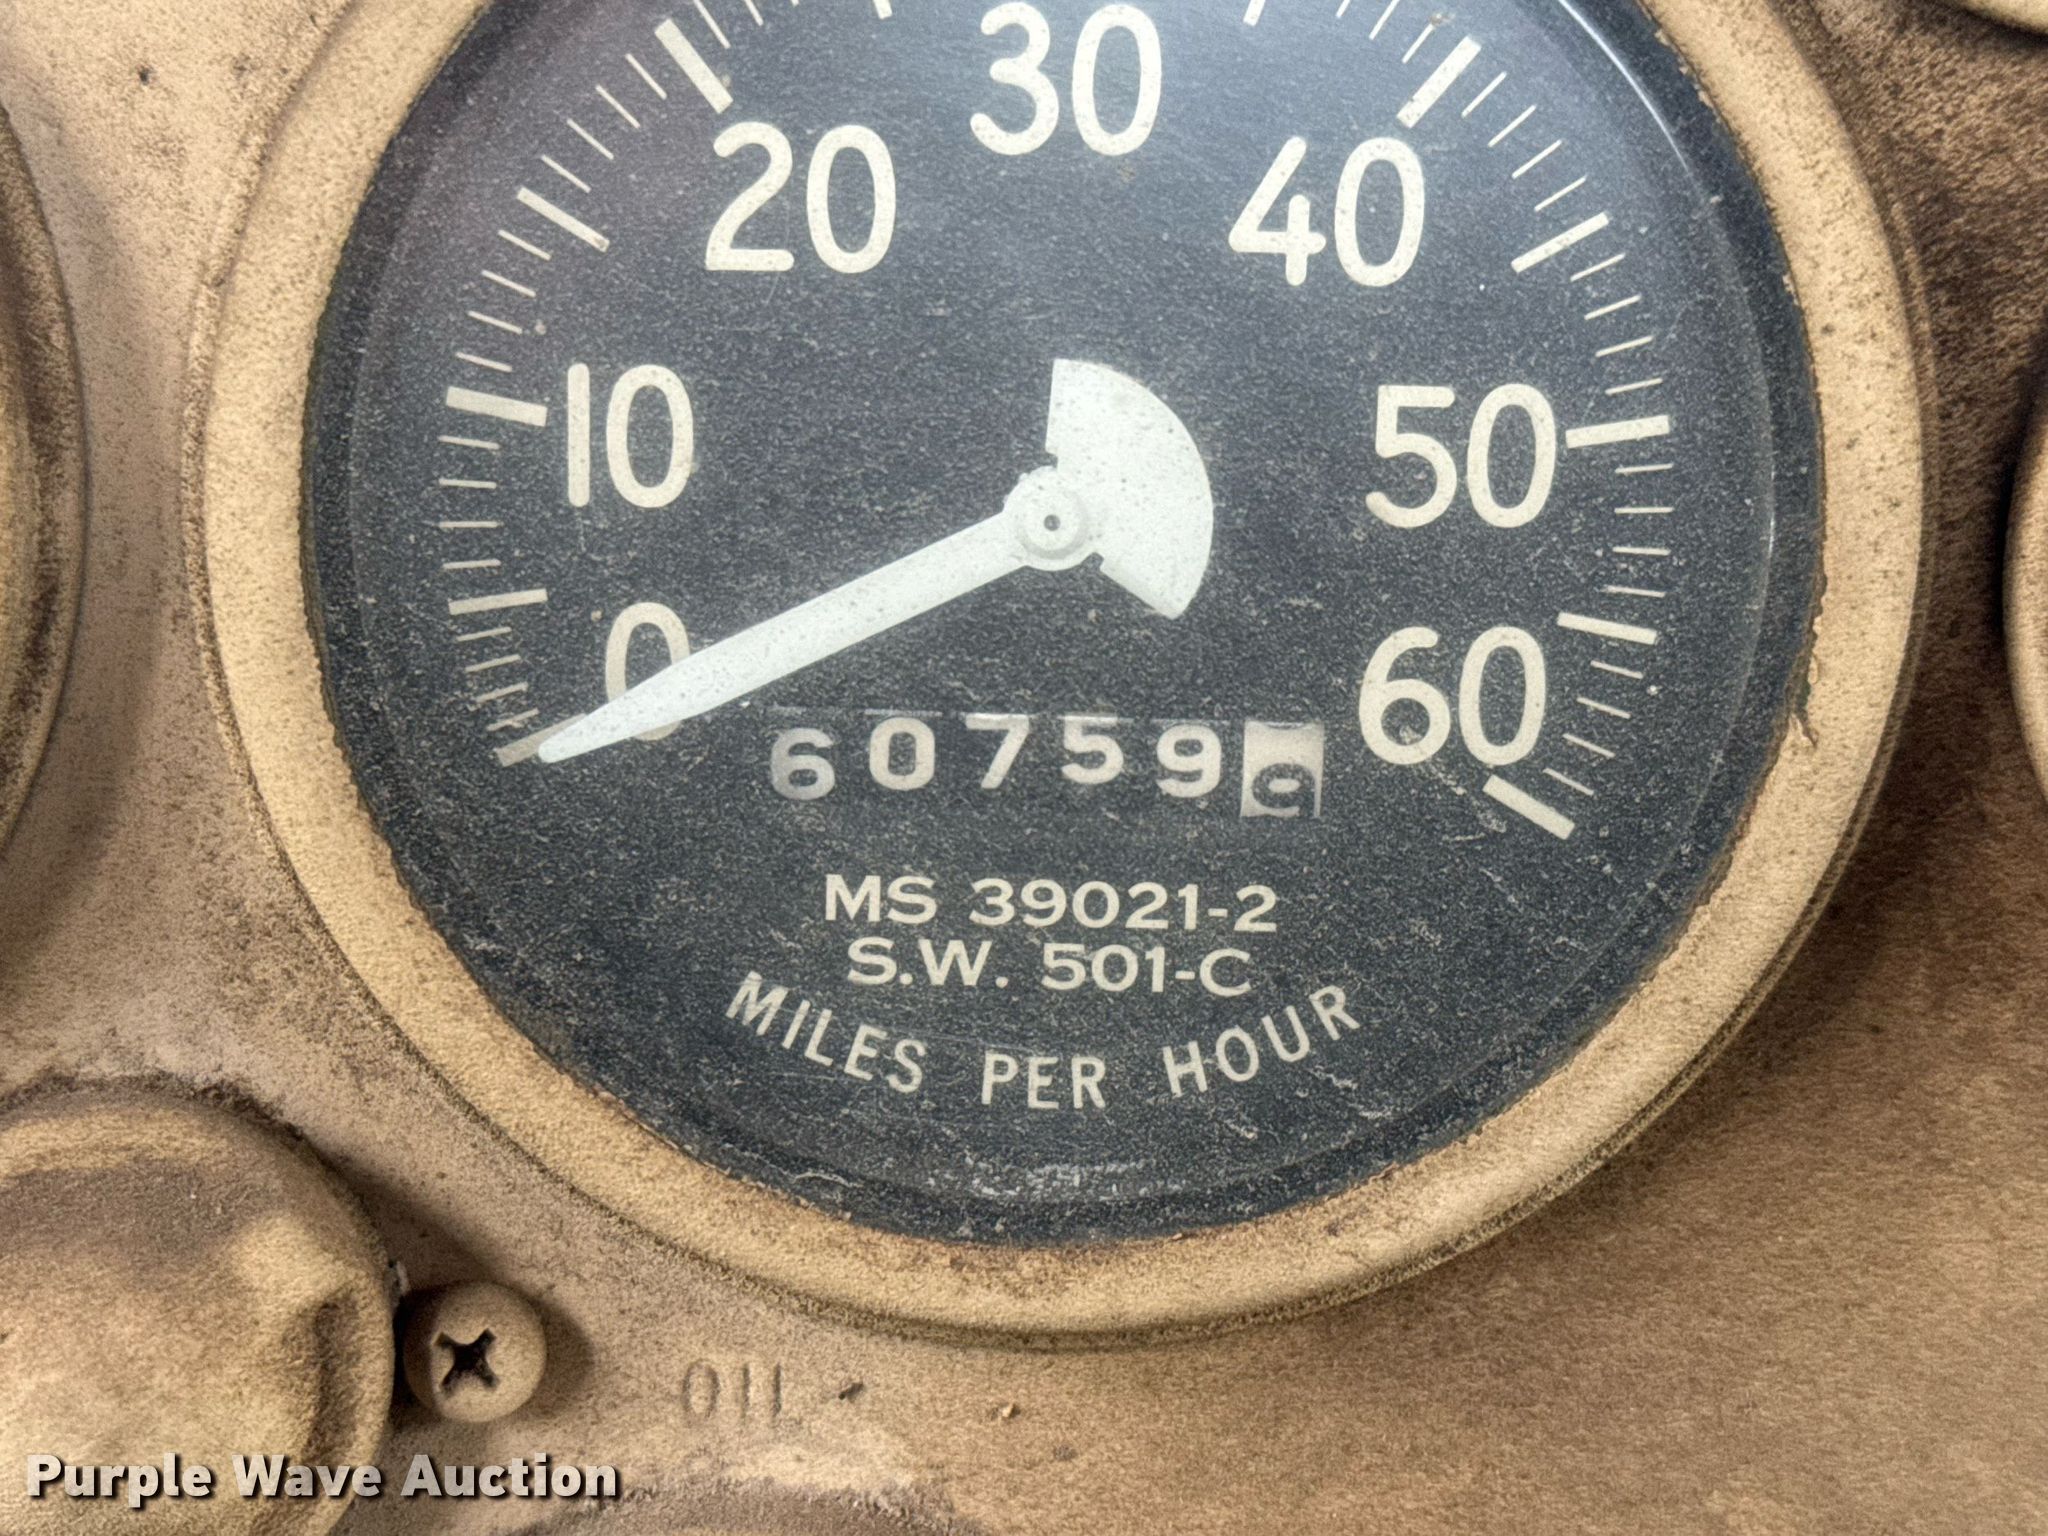 30
20
40
10
50
0
60
60759
MS 39021-2
S.W. 501-C
MILES PER HOUR
OIL
Purple Wave Auction